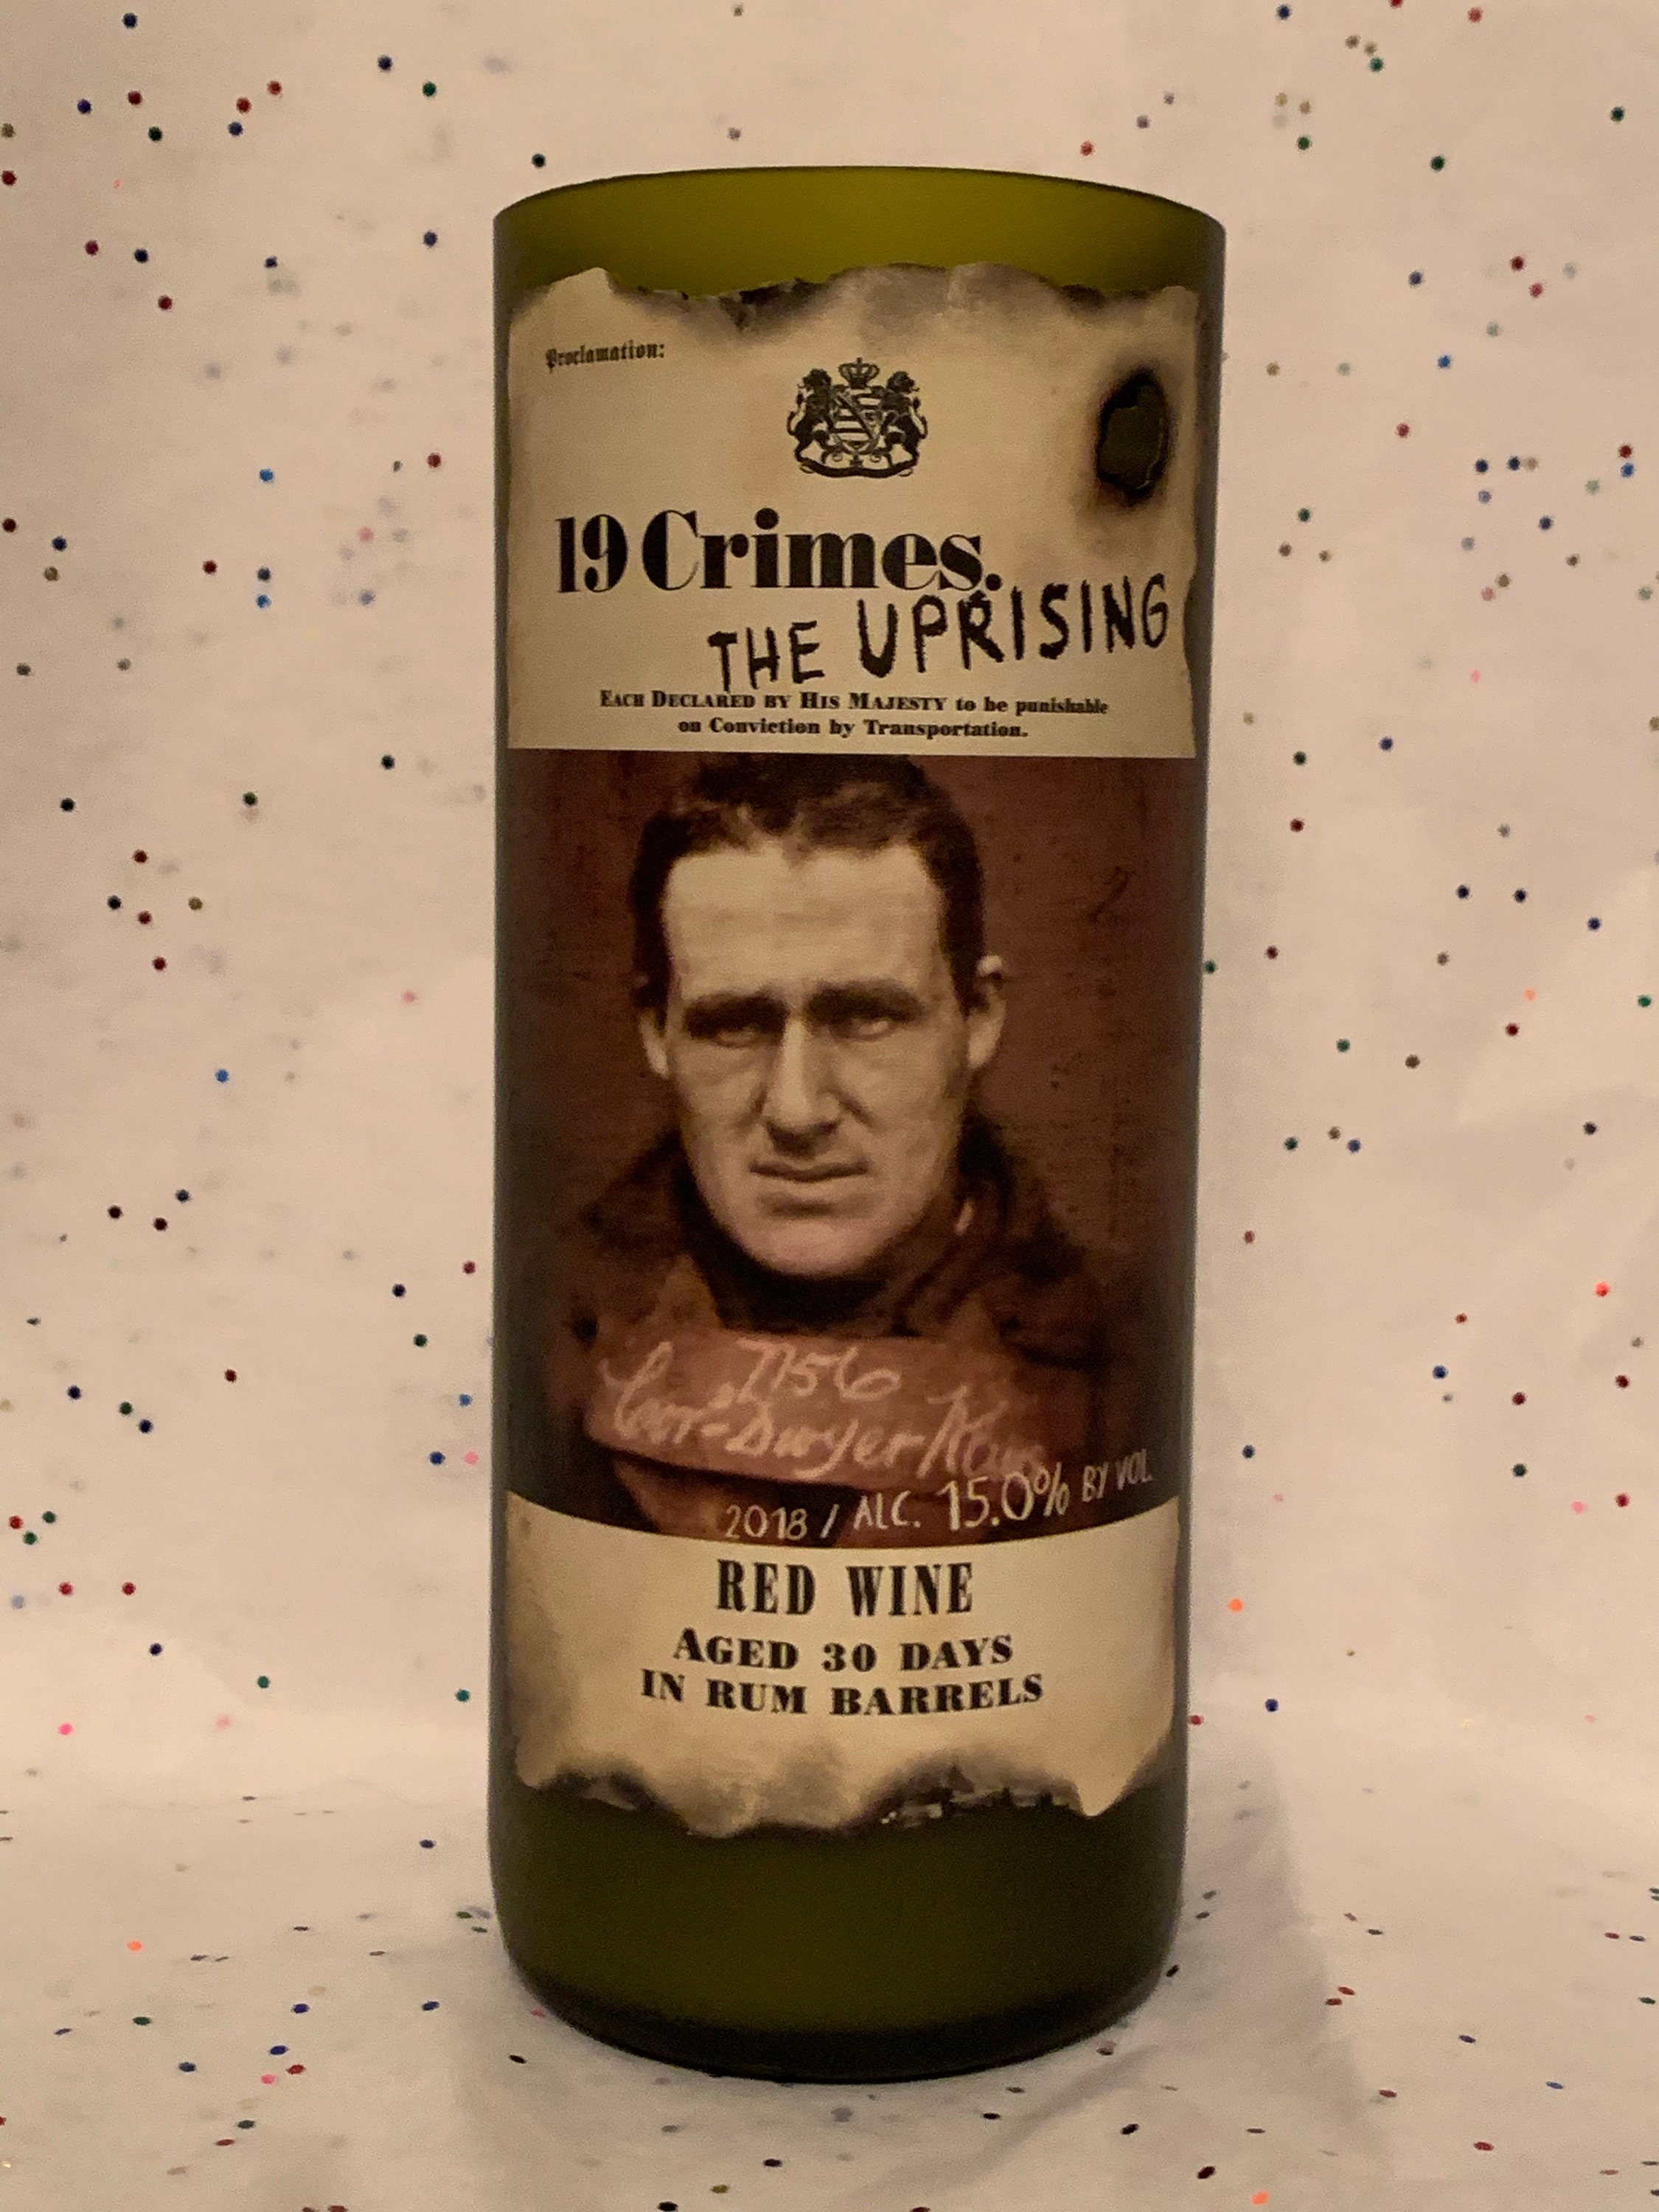 Proclamation:
19 Crimes.
THE UPRISING
EACH DECLARED BY HIS MAJESTY to be punishable
on Conviction by Transportation.
Dwyer
2018 / ALC. 15.0% BY VOL.
RED WINE
AGED 30 DAYS
IN RUM BARRELS